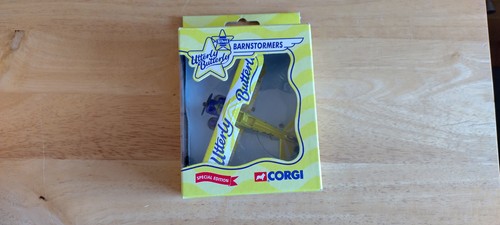 Utterly
Butterly
BARNSTORMERS
Utterly Butterly
SPECIAL EDITION
CORGI